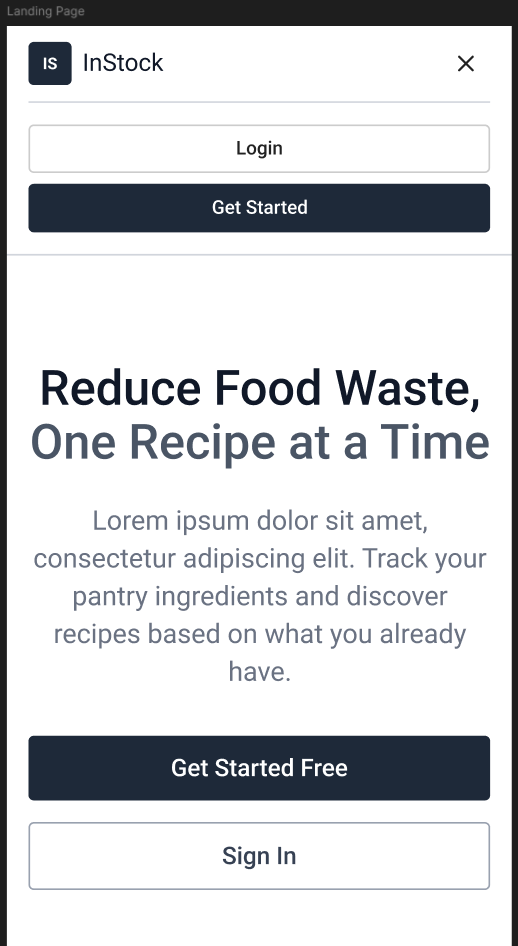 Landing Page
IS InStock
Login
Get Started
Reduce Food Waste,
One Recipe at a Time
Lorem ipsum dolor sit amet,
consectetur adipiscing elit. Track your
pantry ingredients and discover
recipes based on what you already
have.
Get Started Free
Sign In